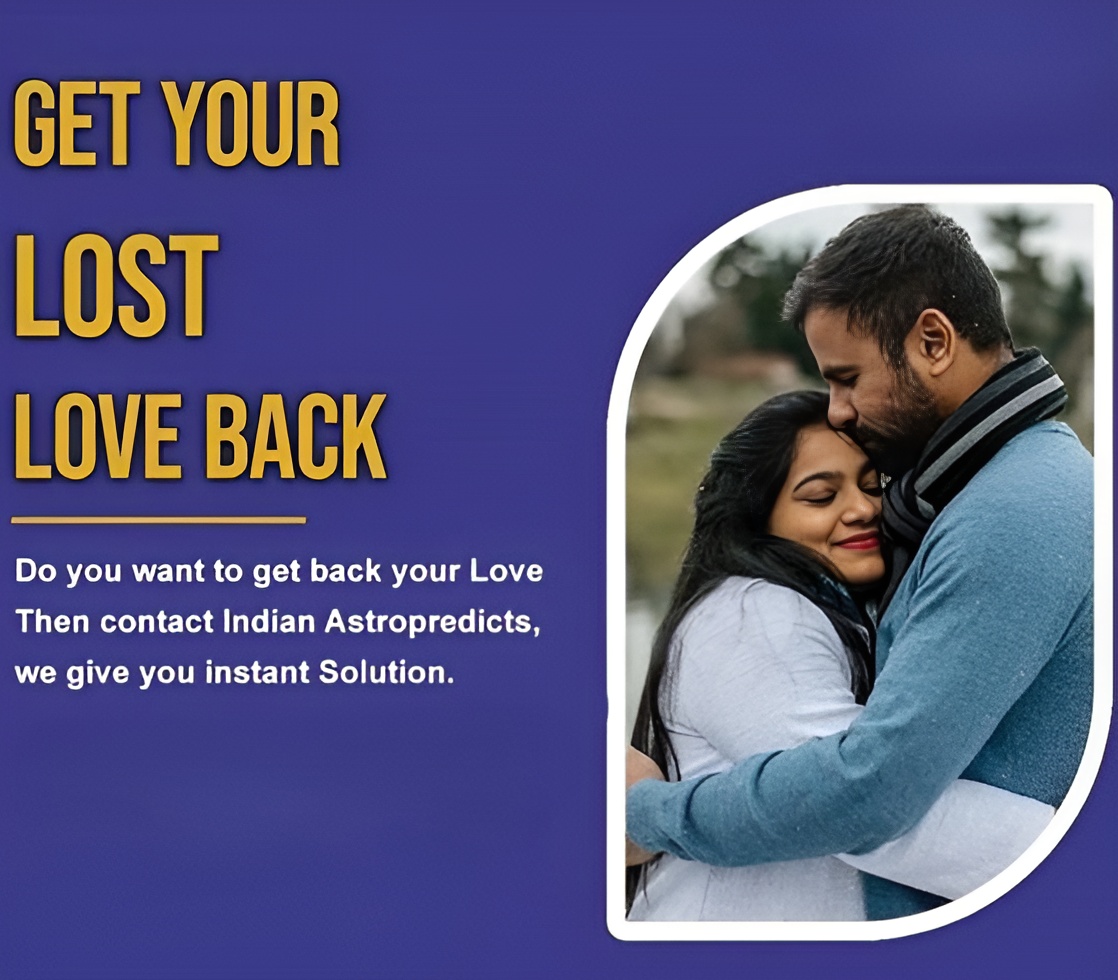 GET YOUR
LOST
LOVE BACK
Do you want to get back your Love
Then contact Indian Astropredicts,
we give you instant Solution.